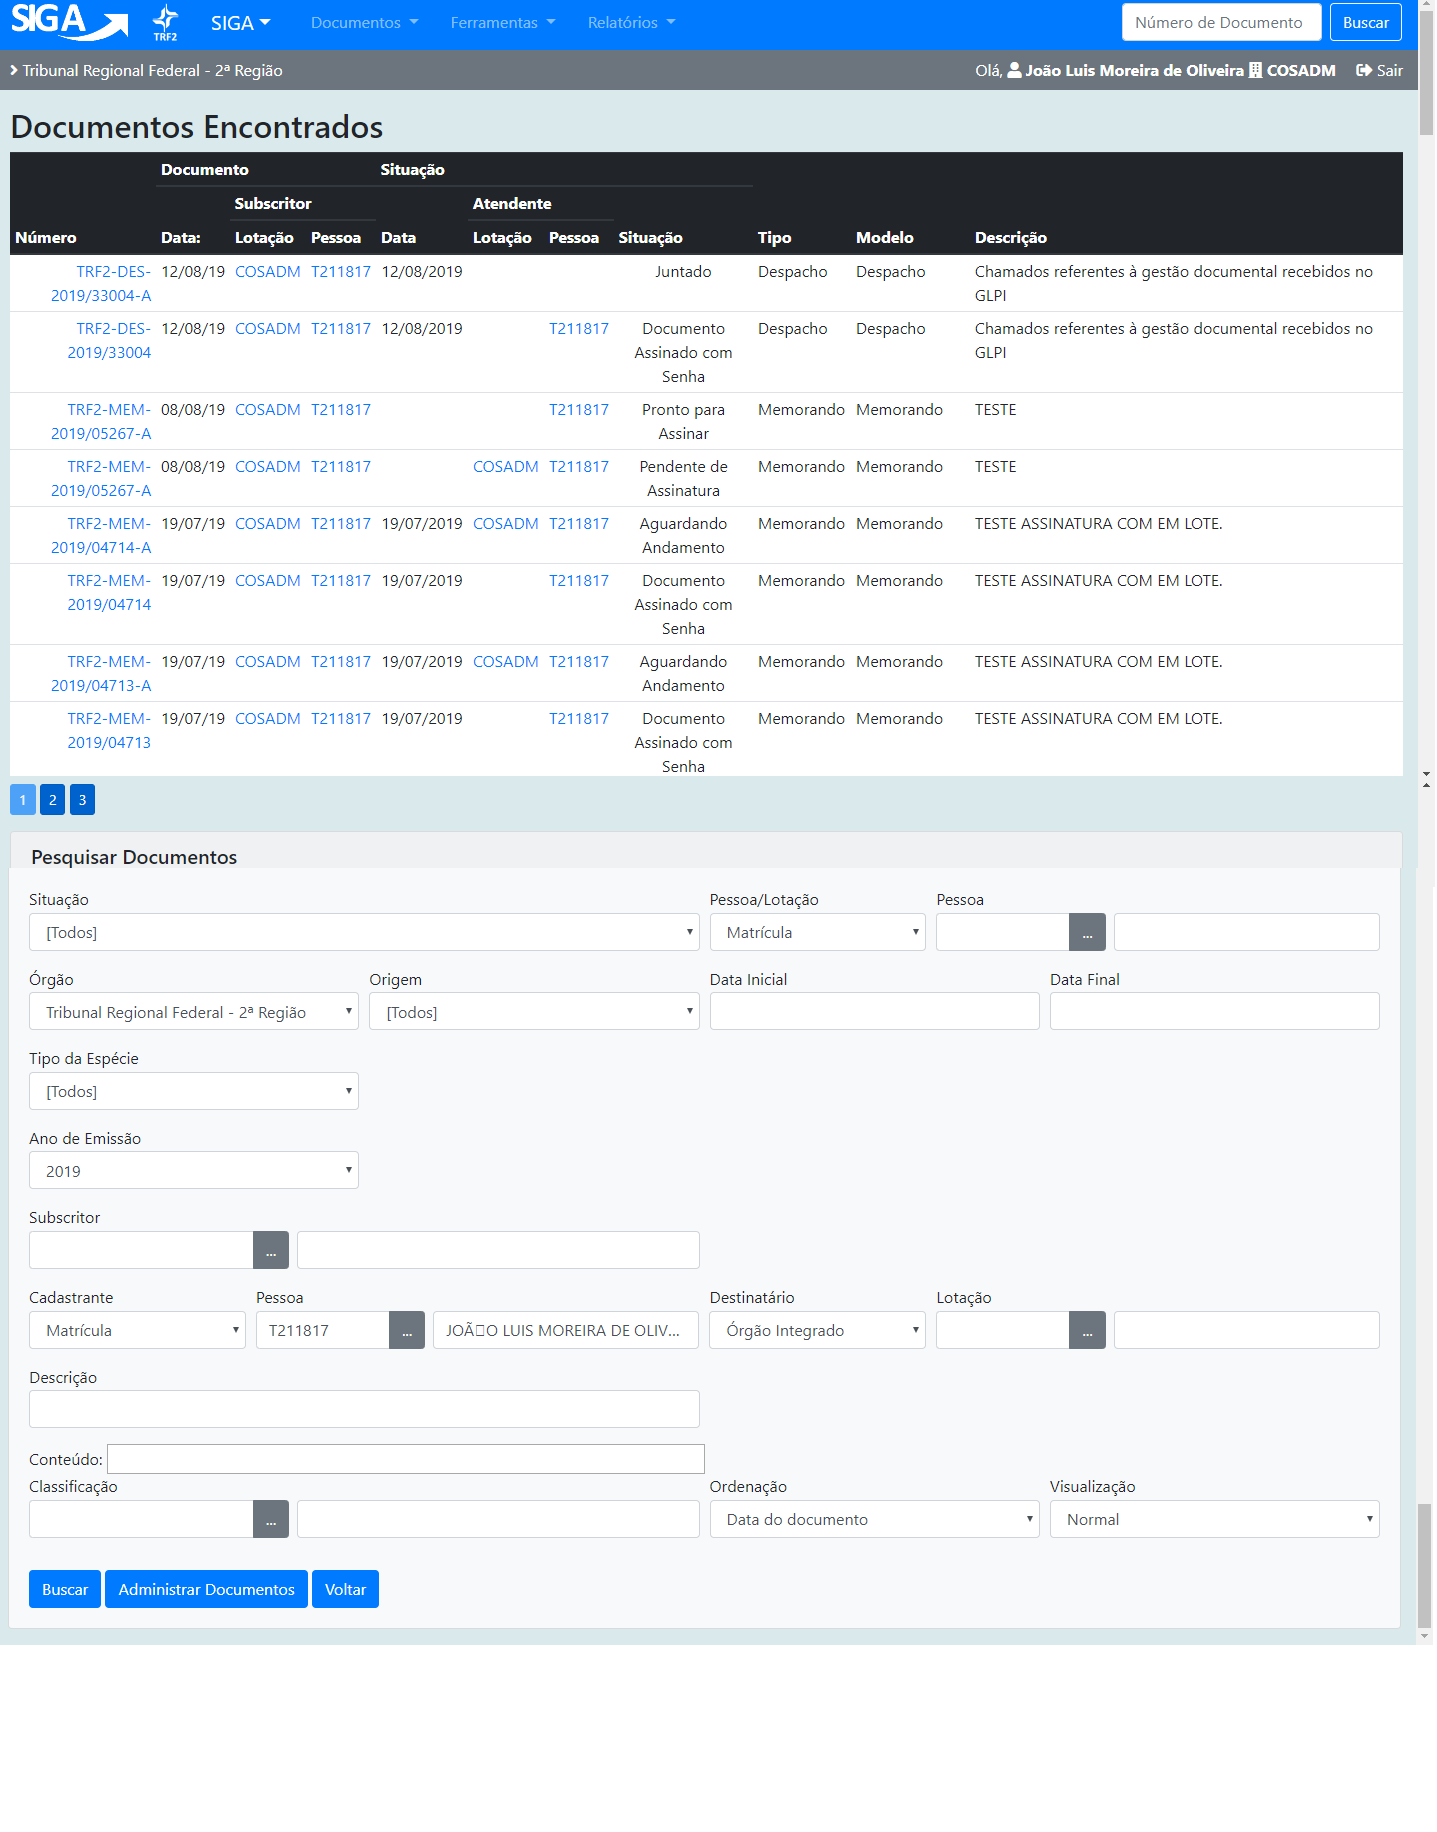 SIGA TRF2 SIGA Documentos Ferramentas Relatórios Número de Documento Buscar
Tribunal Regional Federal - 2ª Região Olá, João Luis Moreira de Oliveira COSADM Sair
Documentos Encontrados
Documento Situação
Subscritor Atendente
Número Data: Lotação Pessoa Data Lotação Pessoa Situação Tipo Modelo Descrição
TRF2-DES- 12/08/19 COSADM T211817 12/08/2019 Juntado Despacho Despacho Chamados referentes à gestão documental recebidos no
2019/33004-A GLPI
TRF2-DES- 12/08/19 COSADM T211817 12/08/2019 T211817 Documento Despacho Despacho Chamados referentes à gestão documental recebidos no
2019/33004 Assinado com GLPI
Senha
TRF2-MEM- 08/08/19 COSADM T211817 T211817 Pronto para Memorando Memorando TESTE
2019/05267-A Assinar
TRF2-MEM- 08/08/19 COSADM T211817 COSADM T211817 Pendente de Memorando Memorando TESTE
2019/05267-A Assinatura
TRF2-MEM- 19/07/19 COSADM T211817 19/07/2019 COSADM T211817 Aguardando Memorando Memorando TESTE ASSINATURA COM EM LOTE.
2019/04714-A Andamento
TRF2-MEM- 19/07/19 COSADM T211817 19/07/2019 T211817 Documento Memorando Memorando TESTE ASSINATURA COM EM LOTE.
2019/04714 Assinado com
Senha
TRF2-MEM- 19/07/19 COSADM T211817 19/07/2019 COSADM T211817 Aguardando Memorando Memorando TESTE ASSINATURA COM EM LOTE.
2019/04713-A Andamento
TRF2-MEM- 19/07/19 COSADM T211817 19/07/2019 T211817 Documento Memorando Memorando TESTE ASSINATURA COM EM LOTE.
2019/04713 Assinado com
Senha
1 2 3
Pesquisar Documentos
Situação Pessoa/Lotação Pessoa
[Todos] Matrícula ...
Órgão Origem Data Inicial Data Final
Tribunal Regional Federal - 2ª Região [Todos]
Tipo da Espécie
[Todos]
Ano de Emissão
2019
Subscritor
...
Cadastrante Pessoa Destinatário Lotação
Matrícula T211817 ... JOÃ□O LUIS MOREIRA DE OLIV... Órgão Integrado ...
Descrição
Conteúdo:
Classificação Ordenação Visualização
... Data do documento Normal
Buscar Administrar Documentos Voltar